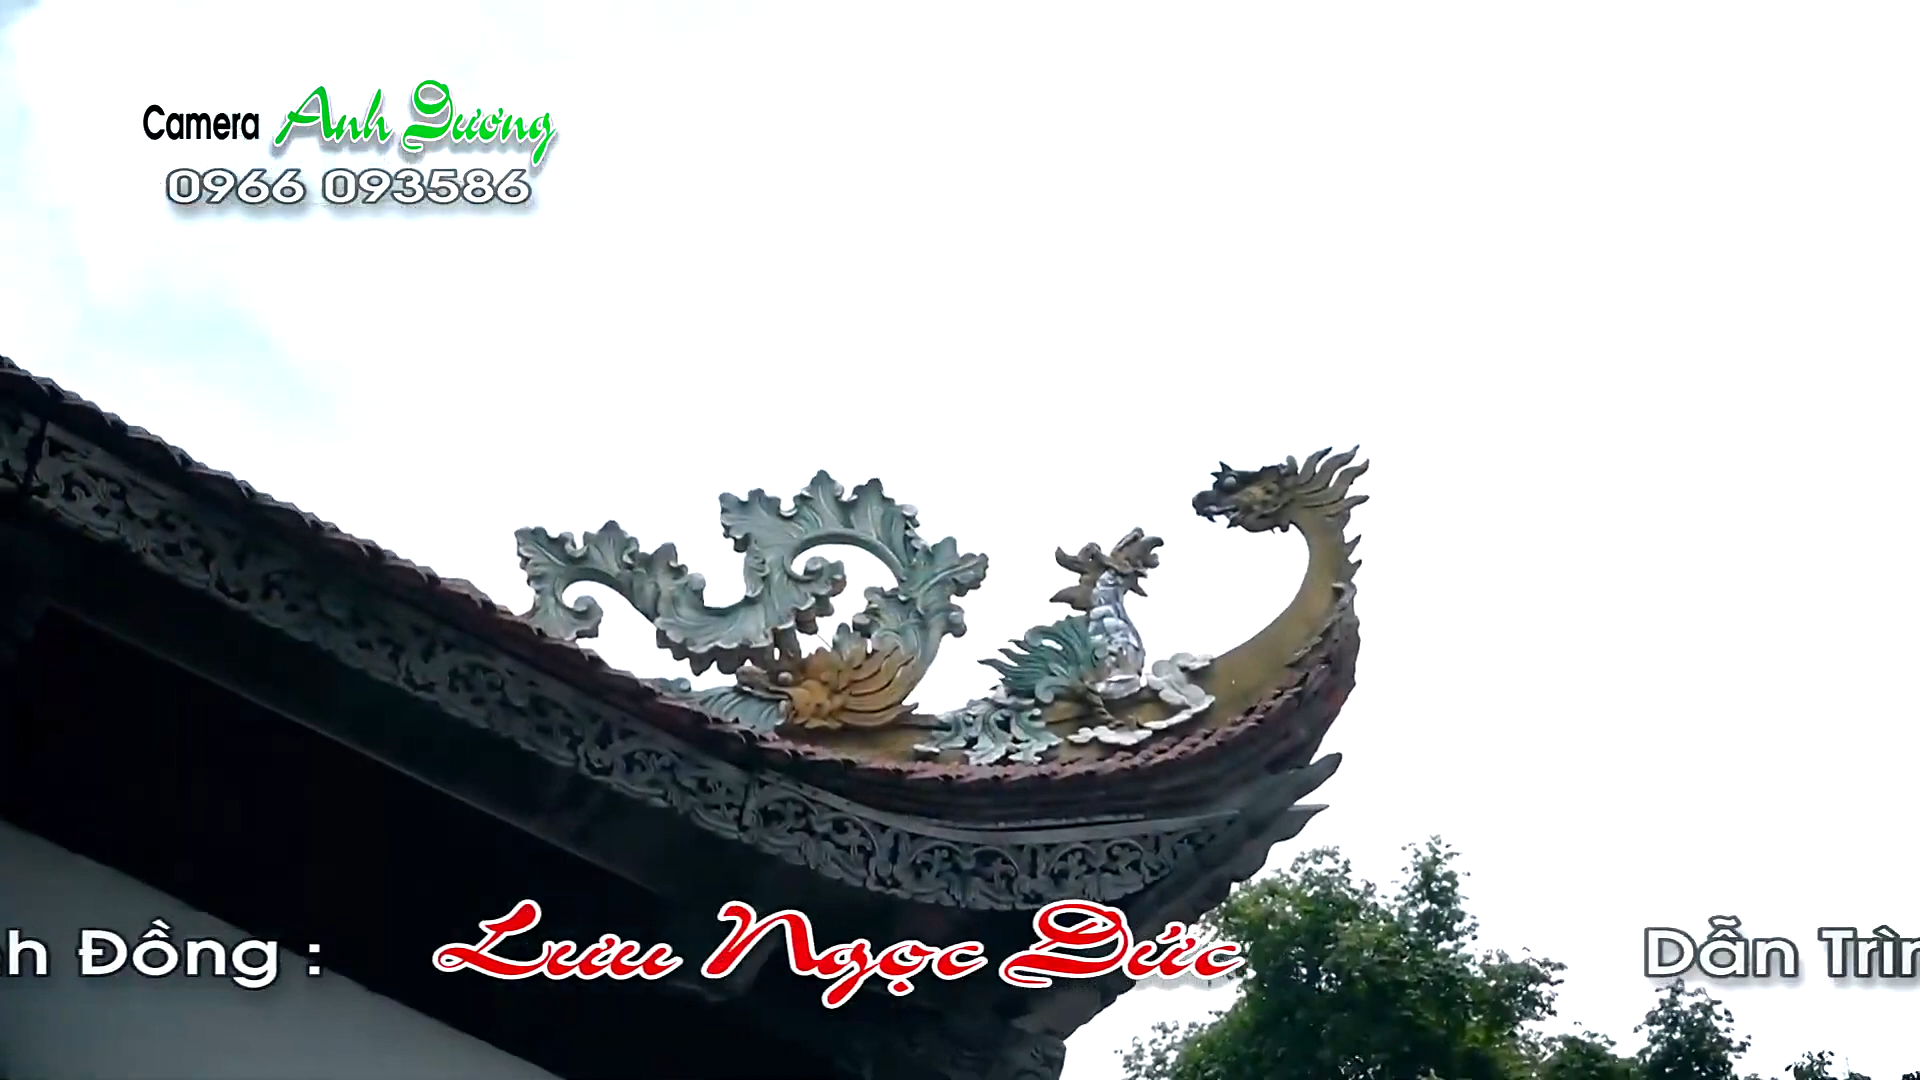 Camera Anh Dương
0966 093586
h Đồng : Lưu Ngọc Đức Dẫn Trìn